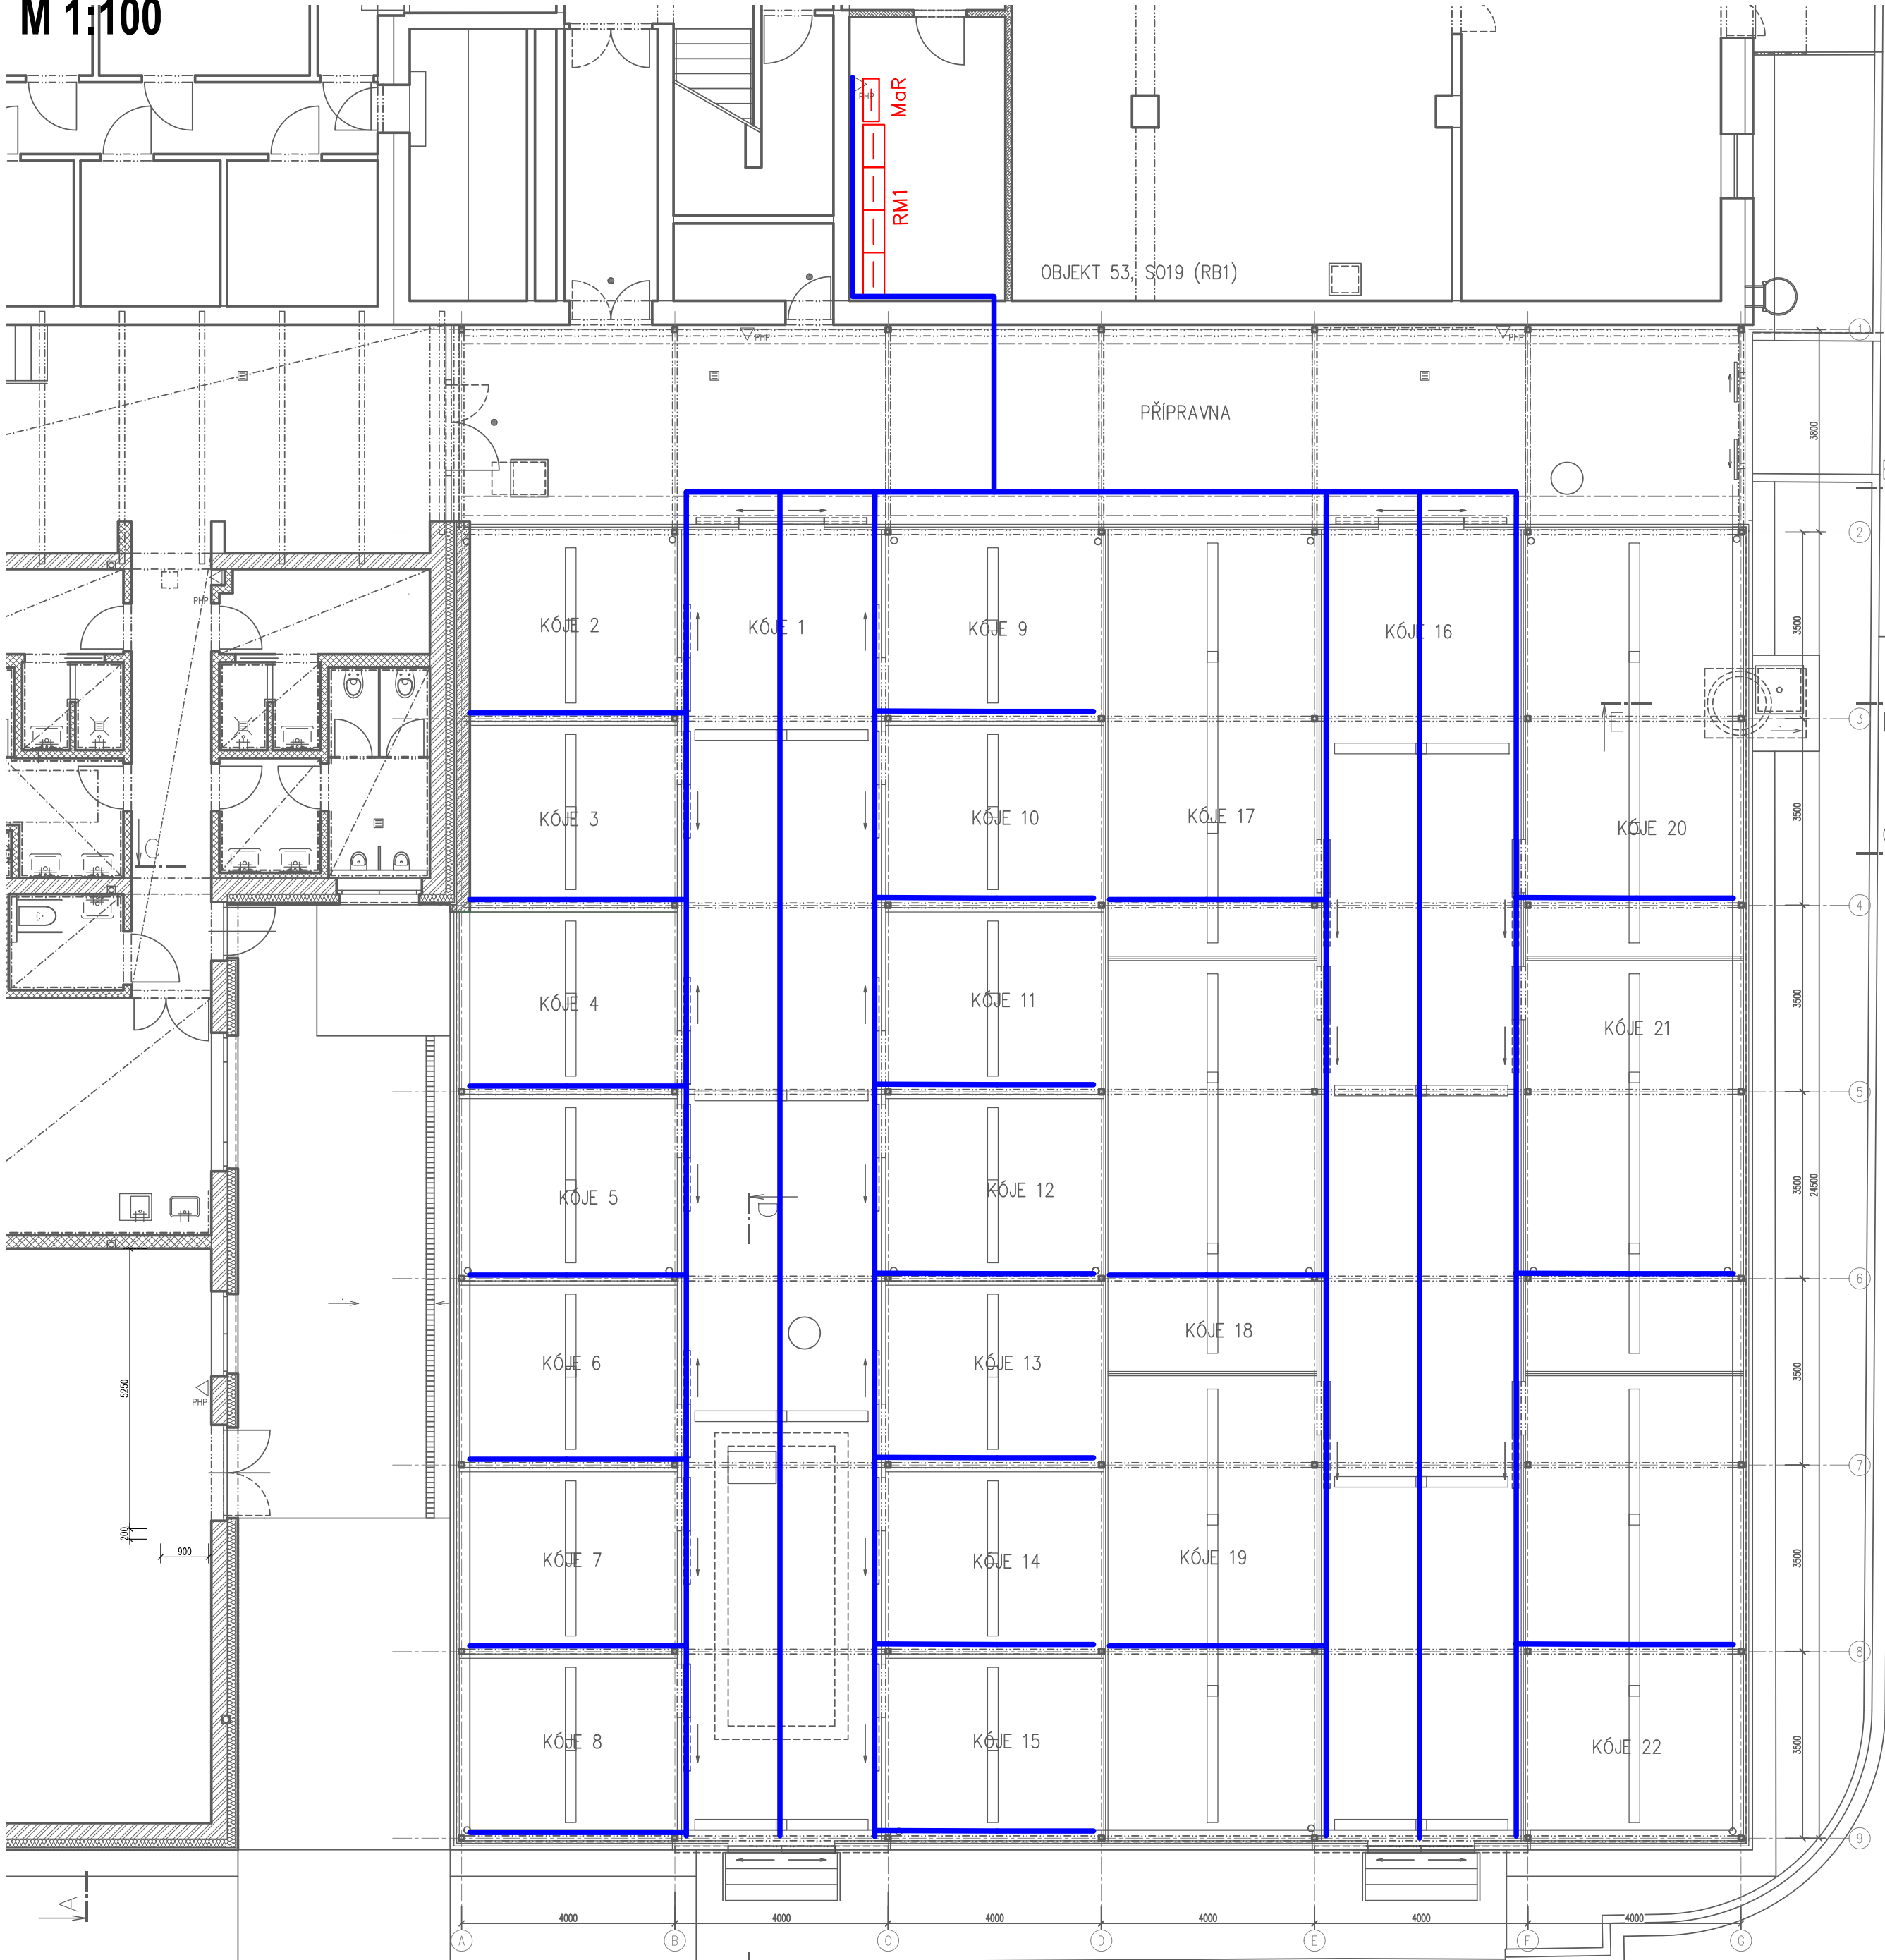 M 1:100
PHP
MaR
RM1
OBJEKT 53, SO19 (RB1)
PHP
PHP
1
PŘÍPRAVNA
3800
2
PHP
KÓJE 2
KÓJE 1
KÓJE 9
KÓJE 16
3500
E
3
KÓJE 3
KÓJE 10
KÓJE 17
KÓJE 20
3500
C
4
KÓJE 4
KÓJE 11
KÓJE 21
3500
5
KÓJE 5
D
KÓJE 12
3500
24500
6
KÓJE 6
KÓJE 13
KÓJE 18
3500
5250
PHP
7
200
900
KÓJE 7
KÓJE 14
KÓJE 19
3500
8
KÓJE 8
KÓJE 15
KÓJE 22
3500
9
A
4000
4000
4000
4000
4000
4000
A
B
C
D
E
F
G